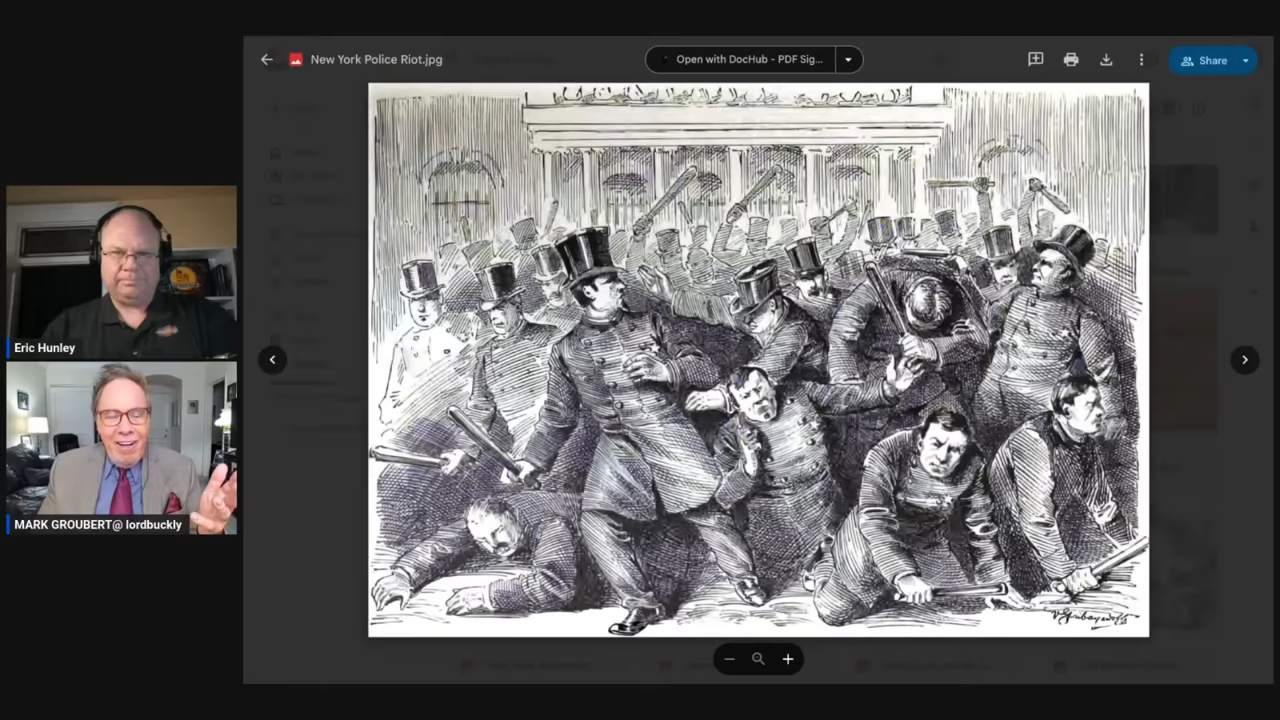 New York Police Riot.jpg
Open with DocHub - PDF Sig...
Share
Eric Hunley
MARK GROUBERT@ lordbuckly